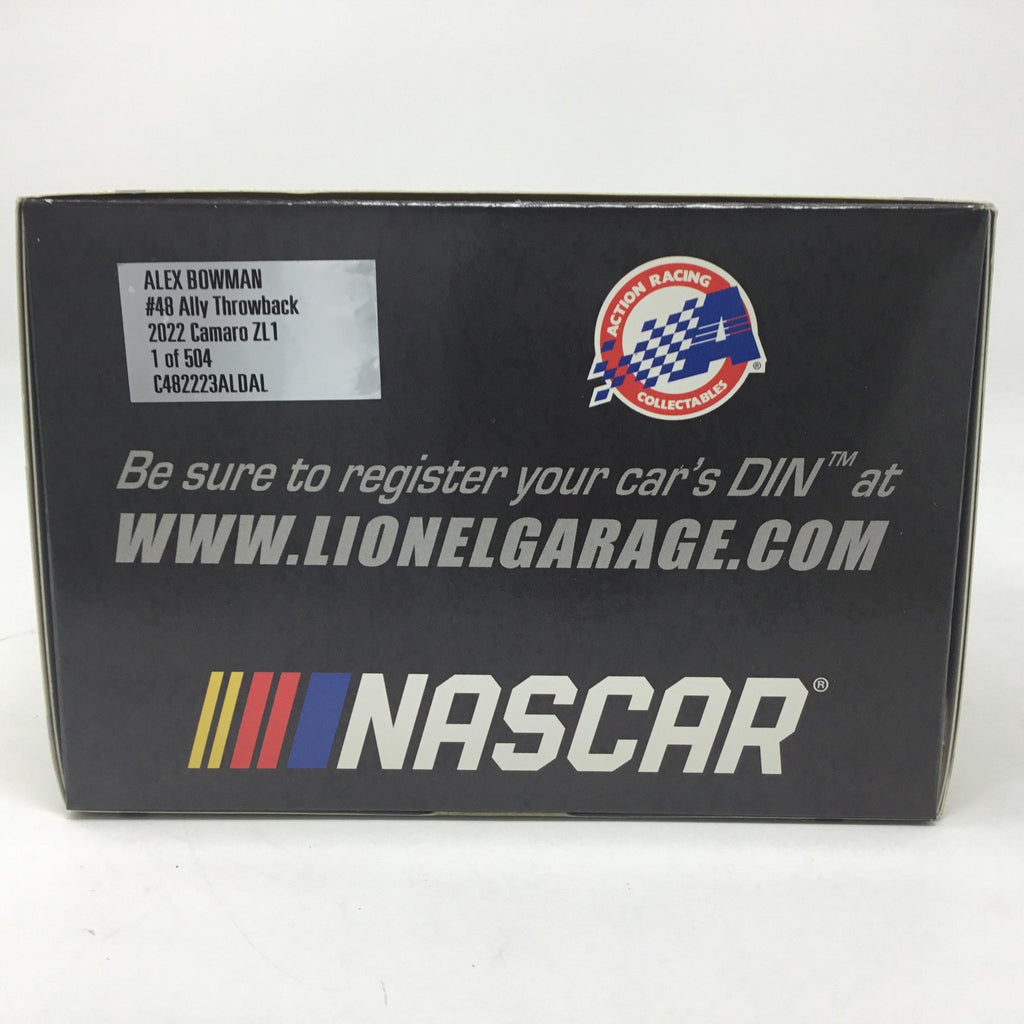 ALEX BOWMAN
#48 Ally Throwback
2022 Camaro ZL1
1 of 504
C482223ALDAL
ACTION RACING
A
®
COLLECTABLES
Be sure to register your car's DIN™ at
WWW.LIONELGARAGE.COM
NASCAR®